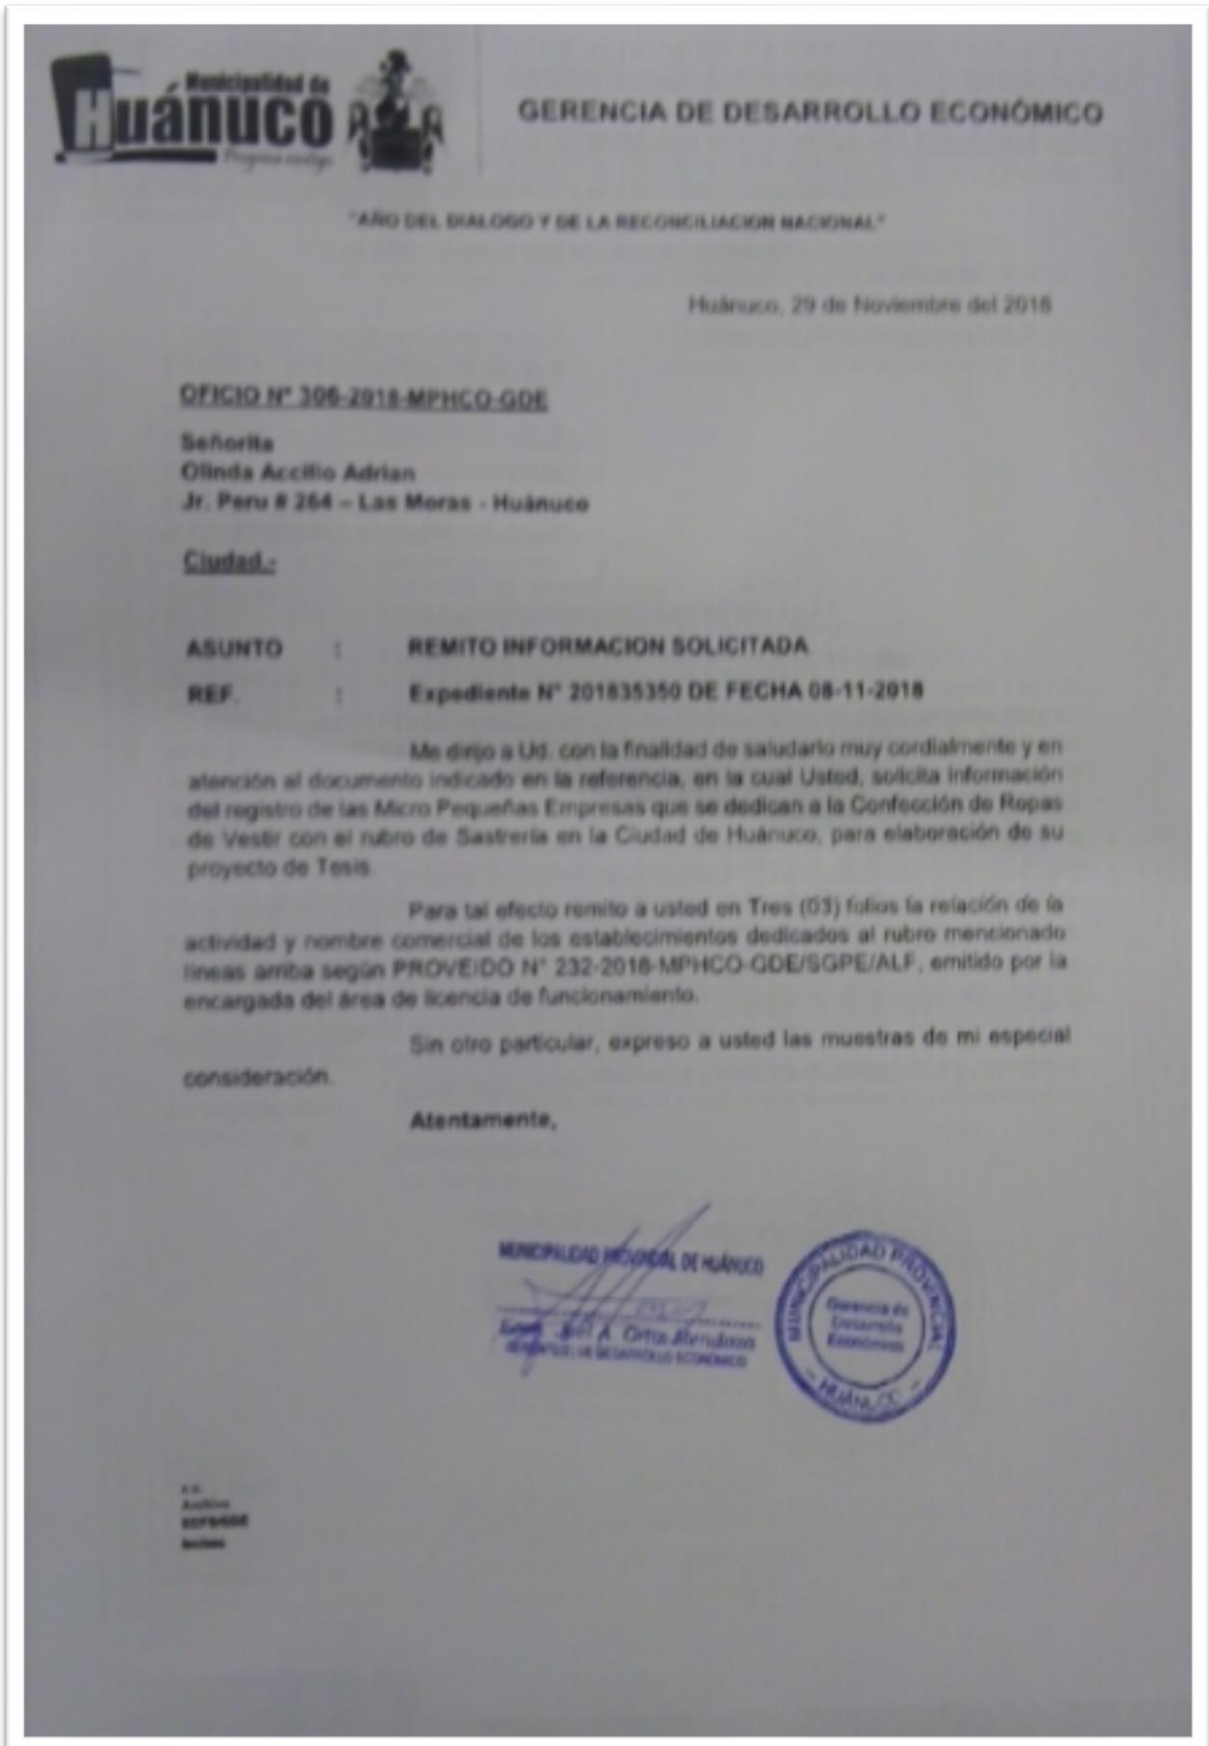 Municipalidad de
Huánuco
GERENCIA DE DESARROLLO ECONÓMICO
"AÑO DEL DIALOGO Y DE LA RECONCILIACION NACIONAL"
Huánuco, 29 de Noviembre del 2018
OFICIO N° 306-2018-MPHCO-GDE
Señorita
Olinda Accilio Adrian
Jr. Peru # 264 – Las Moras - Huánuco
Ciudad.-
ASUNTO : REMITO INFORMACION SOLICITADA
REF. : Expediente N° 201835350 DE FECHA 08-11-2018
Me dirijo a Ud. con la finalidad de saludarlo muy cordialmente y en
atención al documento indicado en la referencia, en la cual Usted, solicita información
del registro de las Micro Pequeñas Empresas que se dedican a la Confección de Ropas
de Vestir con el rubro de Sastrería en la Ciudad de Huánuco, para elaboración de su
proyecto de Tesis.
Para tal efecto remito a usted en Tres (03) folios la relación de la
actividad y nombre comercial de los establecimientos dedicados al rubro mencionado
líneas arriba según PROVEIDO N° 232-2018-MPHCO-GDE/SGPE/ALF, emitido por la
encargada del área de licencia de funcionamiento.
Sin otro particular, expreso a usted las muestras de mi especial
consideración.
Atentamente,
MUNICIPALIDAD PROVINCIAL DE HUÁNUCO
A. Ortiz Mendoza
DE DESARROLLO ECONÓMICO
MUNICIPALIDAD PROVINCIAL
Gerencia de
Desarrollo
Económico
- HUÁNUCO -
c.c.
Archivo